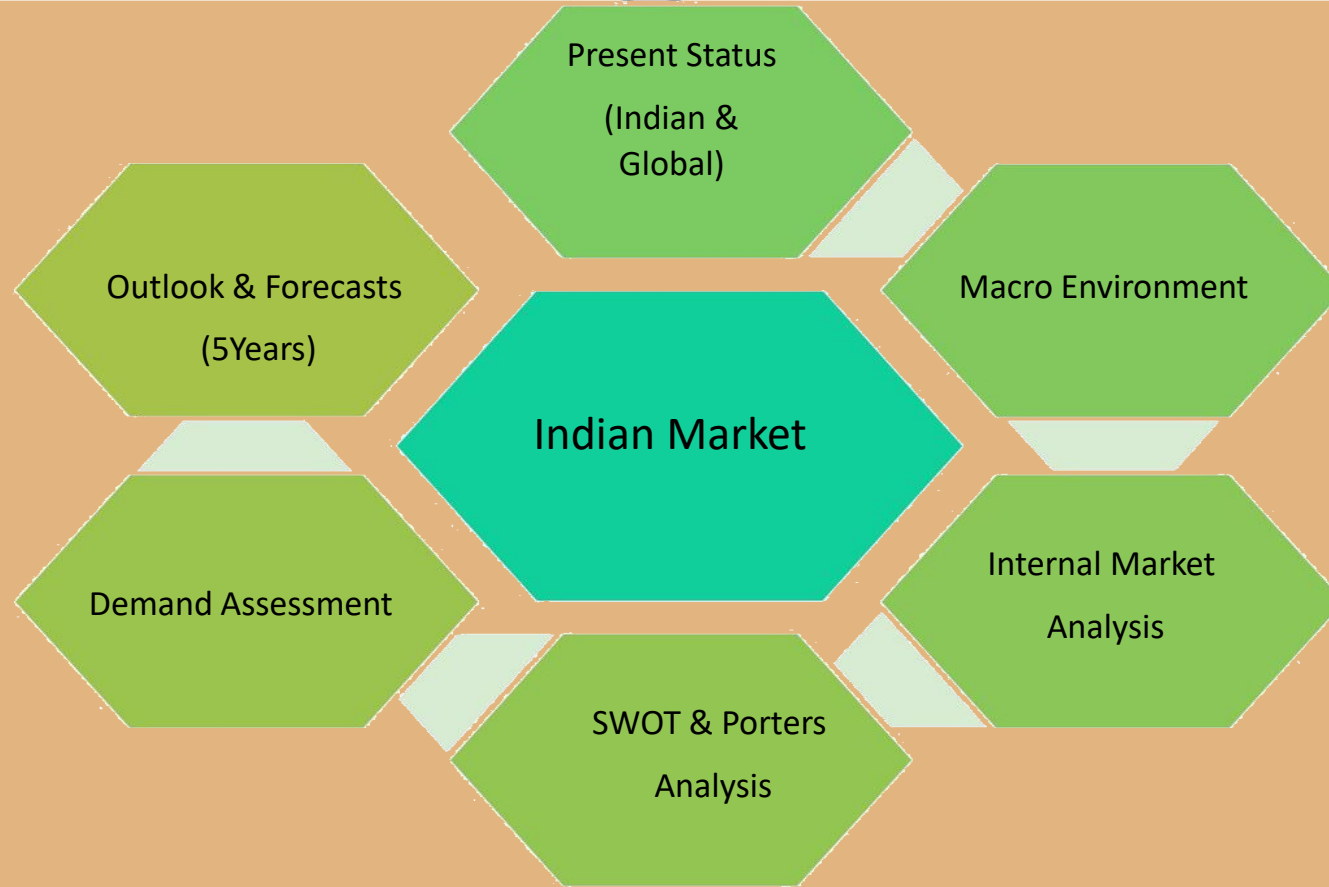 Present Status
(Indian &
Global)
Macro Environment
Internal Market
Analysis
SWOT & Porters
Analysis
Demand Assessment
Outlook & Forecasts
(5Years)
Indian Market